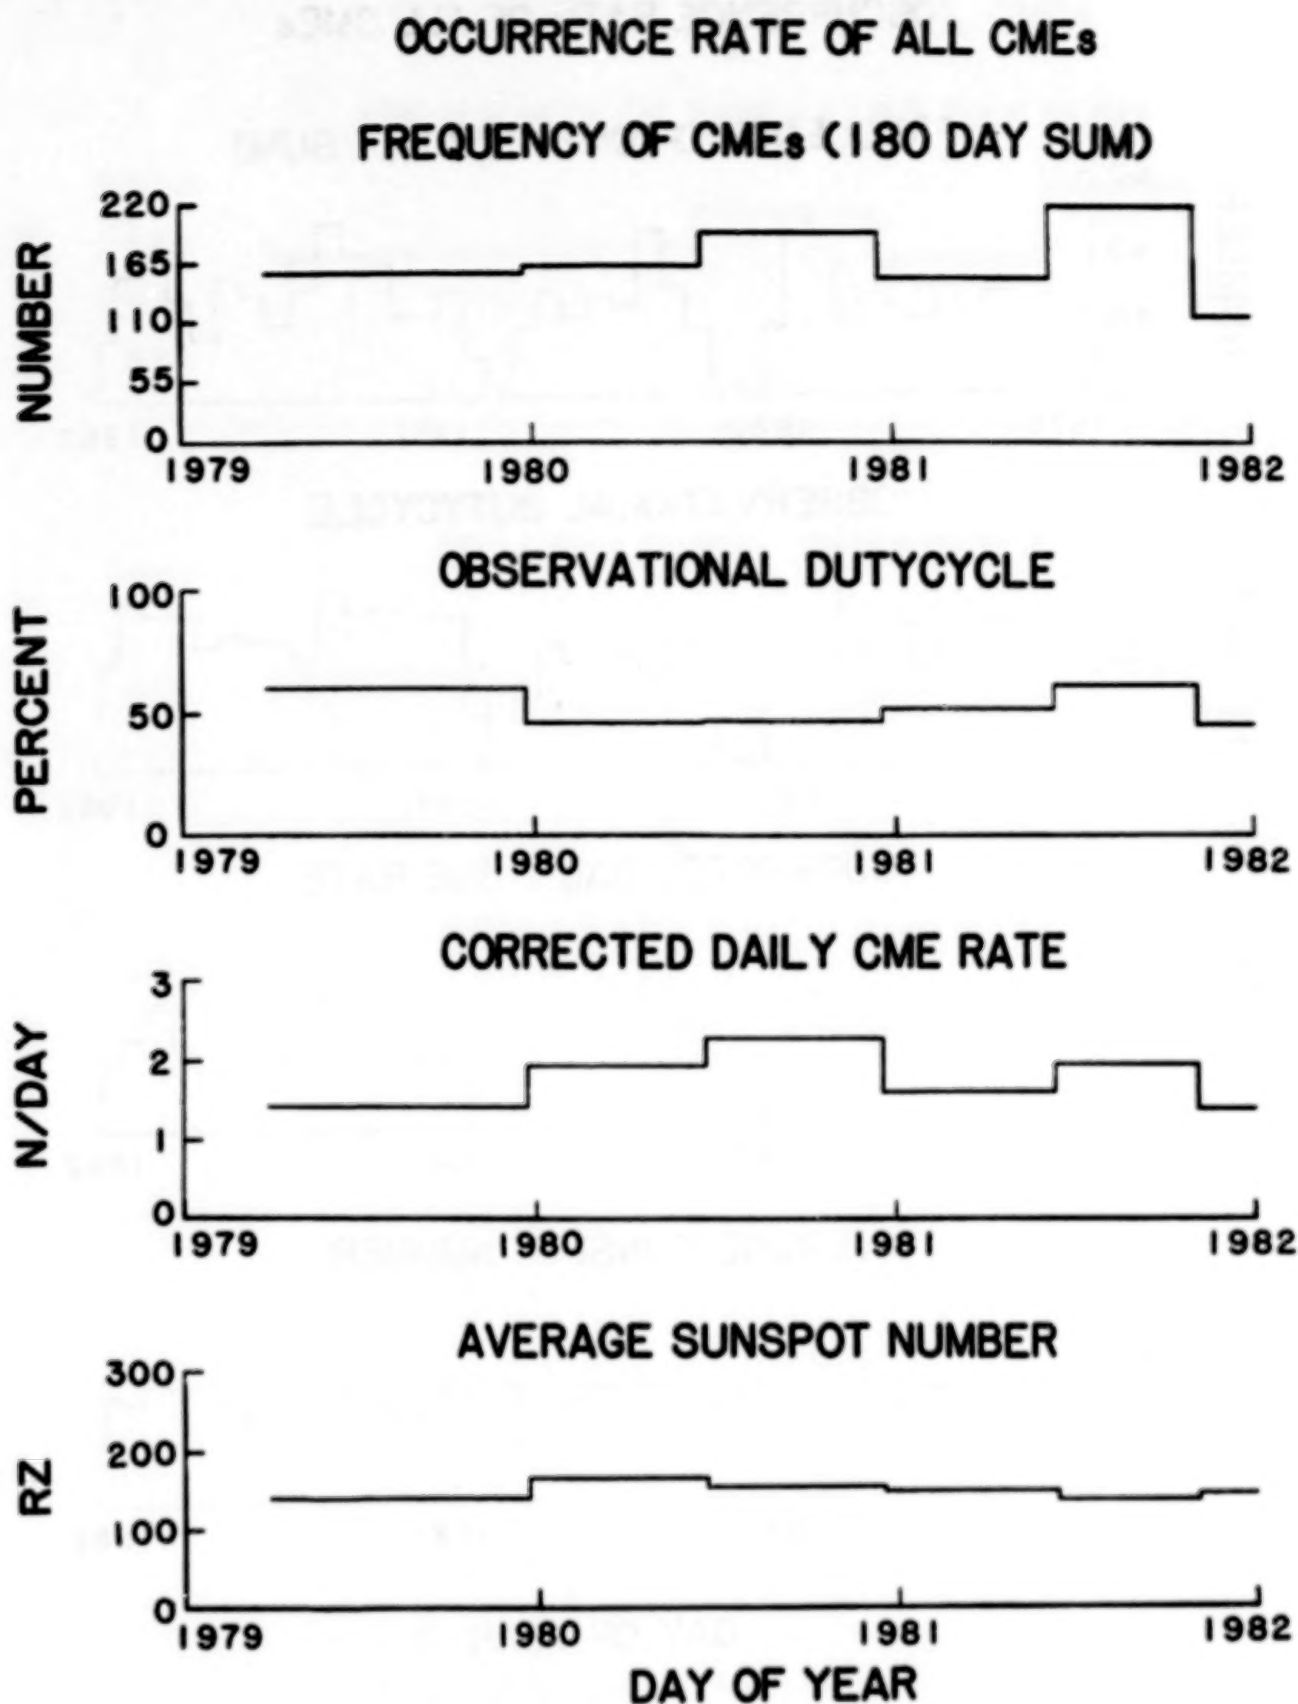 OCCURRENCE RATE OF ALL CMEs
FREQUENCY OF CMEs (180 DAY SUM)
NUMBER
220
165
110
55
0
1979 1980 1981 1982
OBSERVATIONAL DUTYCYCLE
PERCENT
100
50
0
1979 1980 1981 1982
CORRECTED DAILY CME RATE
N/DAY
3
2
1
0
1979 1980 1981 1982
AVERAGE SUNSPOT NUMBER
RZ
300
200
100
0
1979 1980 1981 1982
DAY OF YEAR